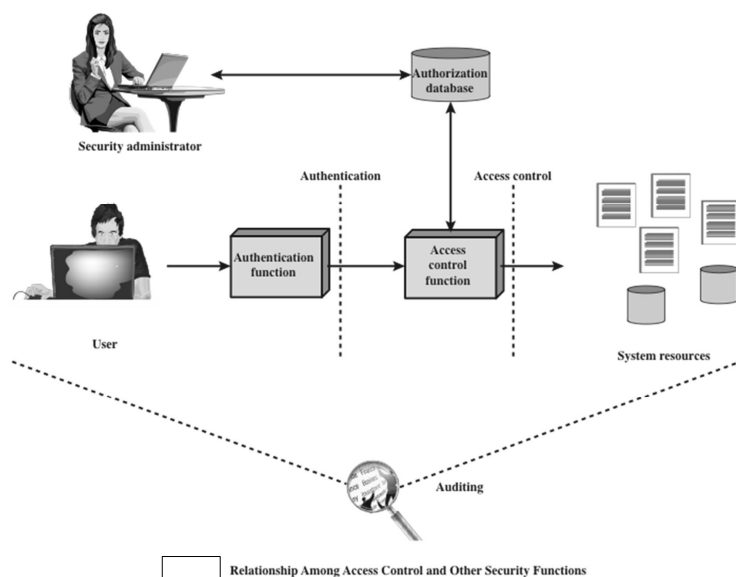 Authorization
database
Security administrator
Authentication
Access control
Authentication
function
Access
control
function
User
System resources
Auditing
Relationship Among Access Control and Other Security Functions